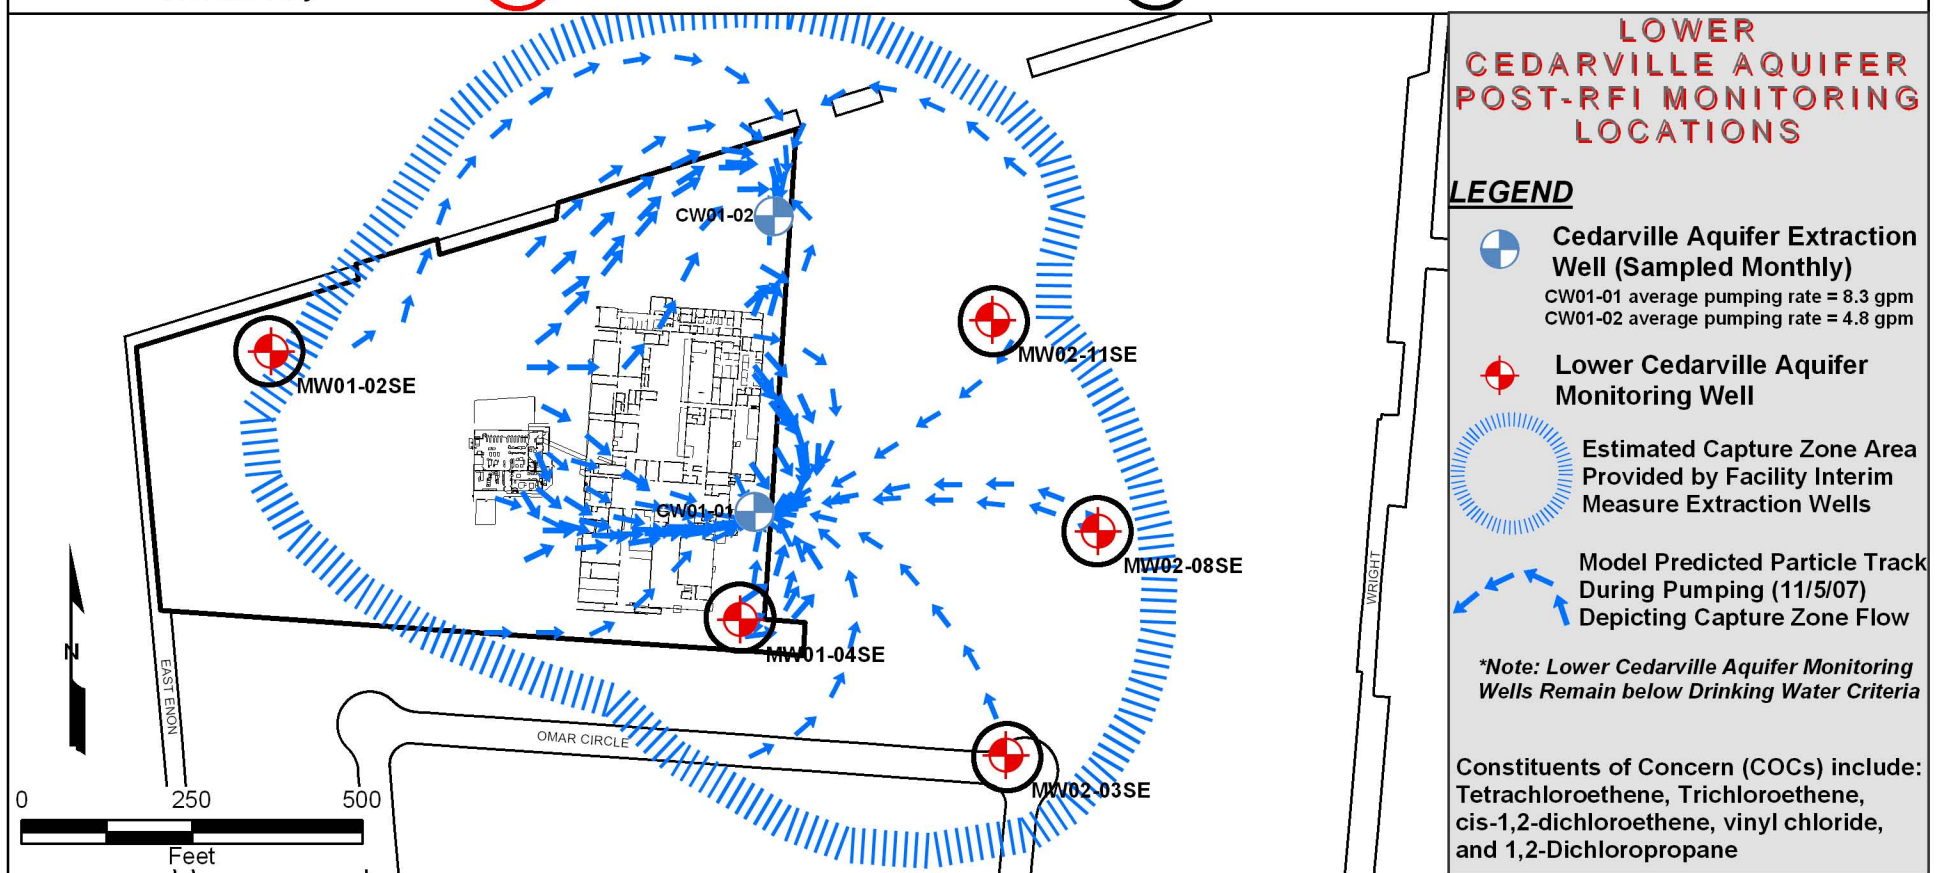 CW01-02
MW02-11SE
MW01-02SE
CW01-01
MW02-08SE
MW01-04SE
MW02-03SE
EAST ENON
OMAR CIRCLE
WRIGHT
N
0 250 500
Feet
LOWER
CEDARVILLE AQUIFER
POST-RFI MONITORING
LOCATIONS
LEGEND
Cedarville Aquifer Extraction
Well (Sampled Monthly)
CW01-01 average pumping rate = 8.3 gpm
CW01-02 average pumping rate = 4.8 gpm
Lower Cedarville Aquifer
Monitoring Well
Estimated Capture Zone Area
Provided by Facility Interim
Measure Extraction Wells
Model Predicted Particle Track
During Pumping (11/5/07)
Depicting Capture Zone Flow
*Note: Lower Cedarville Aquifer Monitoring
Wells Remain below Drinking Water Criteria
Constituents of Concern (COCs) include:
Tetrachloroethene, Trichloroethene,
cis-1,2-dichloroethene, vinyl chloride,
and 1,2-Dichloropropane